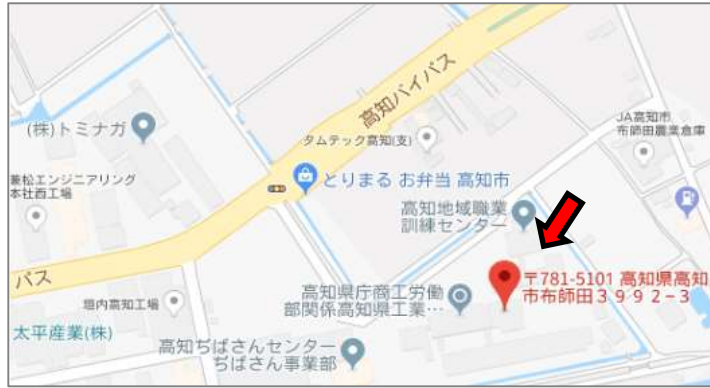 高知バイパス
(株)トミナガ
タムテック高知(支)
JA高知市
布師田農業倉庫
兼松エンジニアリング
本社西工場
とりまる お弁当 高知市
高知地域職業
訓練センター
バス
〒781-5101 高知県高知
市布師田3992-3
高知県庁商工労働
部関係高知県工業…
垣内高知工場
太平産業(株)
高知ぢばさんセンター
ぢばさん事業部